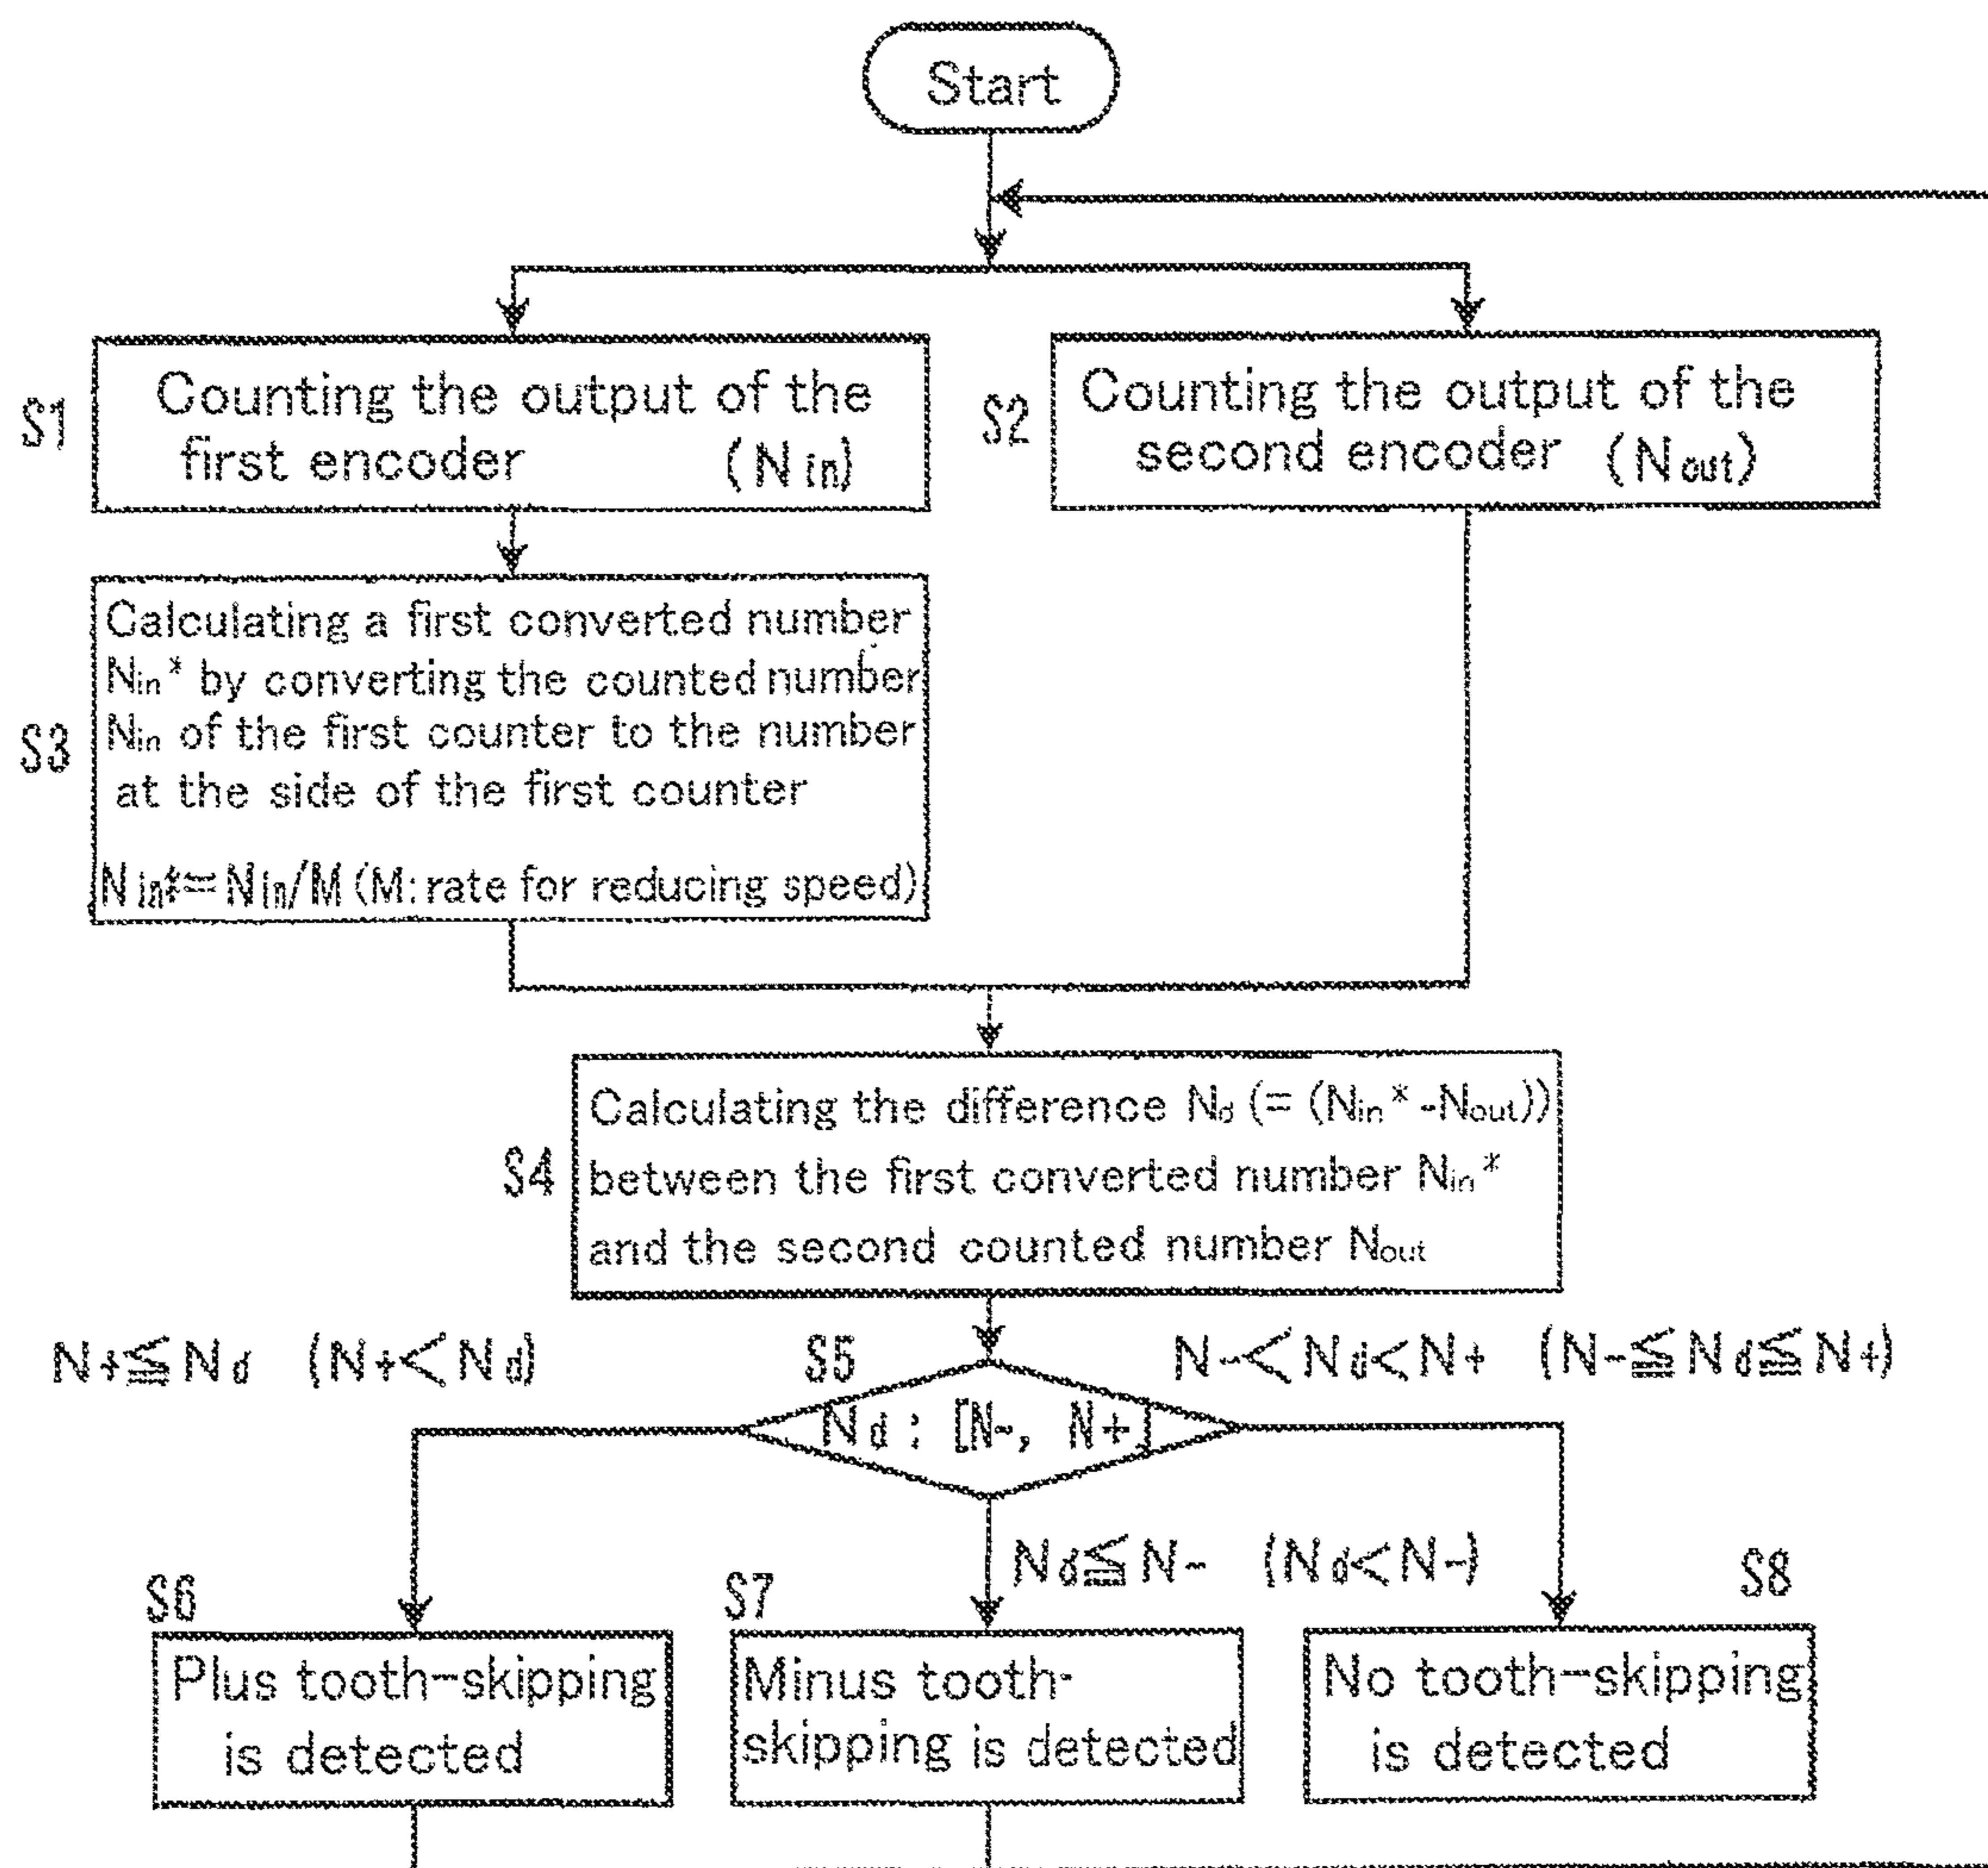 Start
S1
Counting the output of the
first encoder (Nin)
S2
Counting the output of the
second encoder (Nout)
S3
Calculating a first converted number
Nin* by converting the counted number
Nin of the first counter to the number
at the side of the first counter
Nin*=Nin/M (M: rate for reducing speed)
S4
Calculating the difference Nd (= (Nin* -Nout))
between the first converted number Nin*
and the second counted number Nout
N+≦Nd (N+<Nd)
S5
N-<Nd<N+ (N-≦Nd≦N+)
Nd : [N-, N+]
Nd≦N- (Nd<N-)
S6
Plus tooth-skipping
is detected
S7
Minus tooth-
skipping is detected
S8
No tooth-skipping
is detected